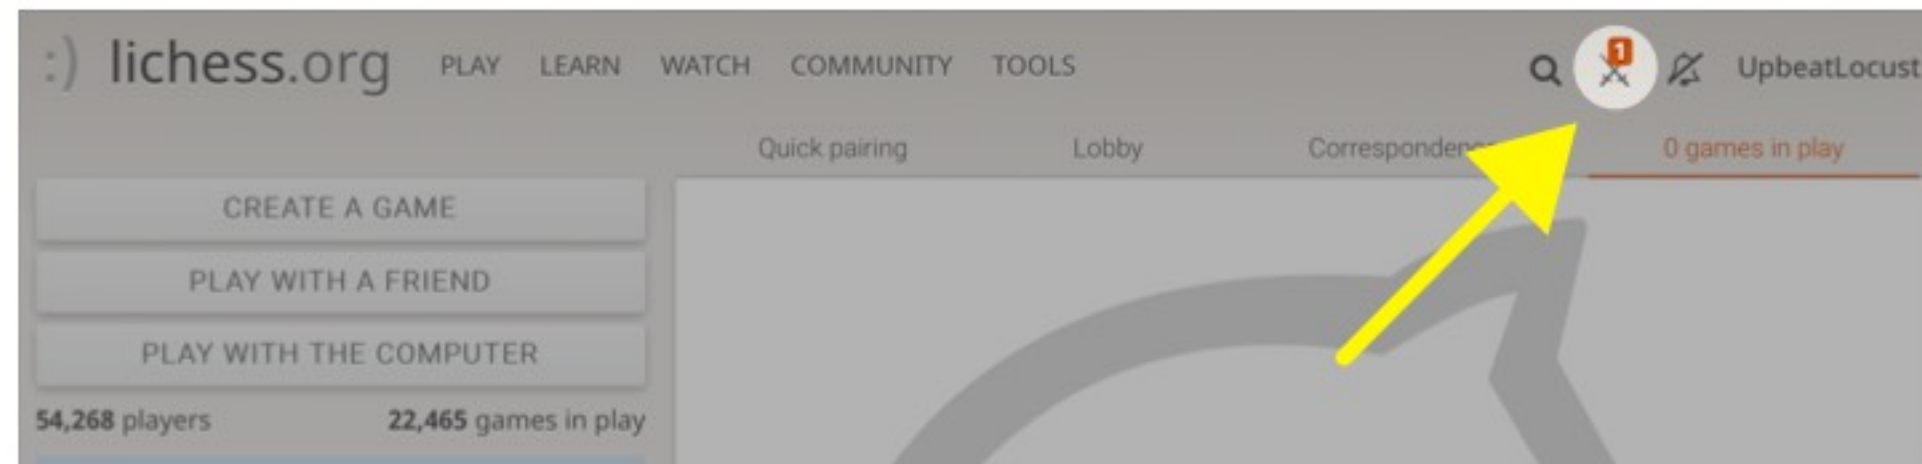 :) lichess.org PLAY LEARN WATCH COMMUNITY TOOLS 1 UpbeatLocust
Quick pairing Lobby Correspondenc 0 games in play
CREATE A GAME
PLAY WITH A FRIEND
PLAY WITH THE COMPUTER
54,268 players 22,465 games in play